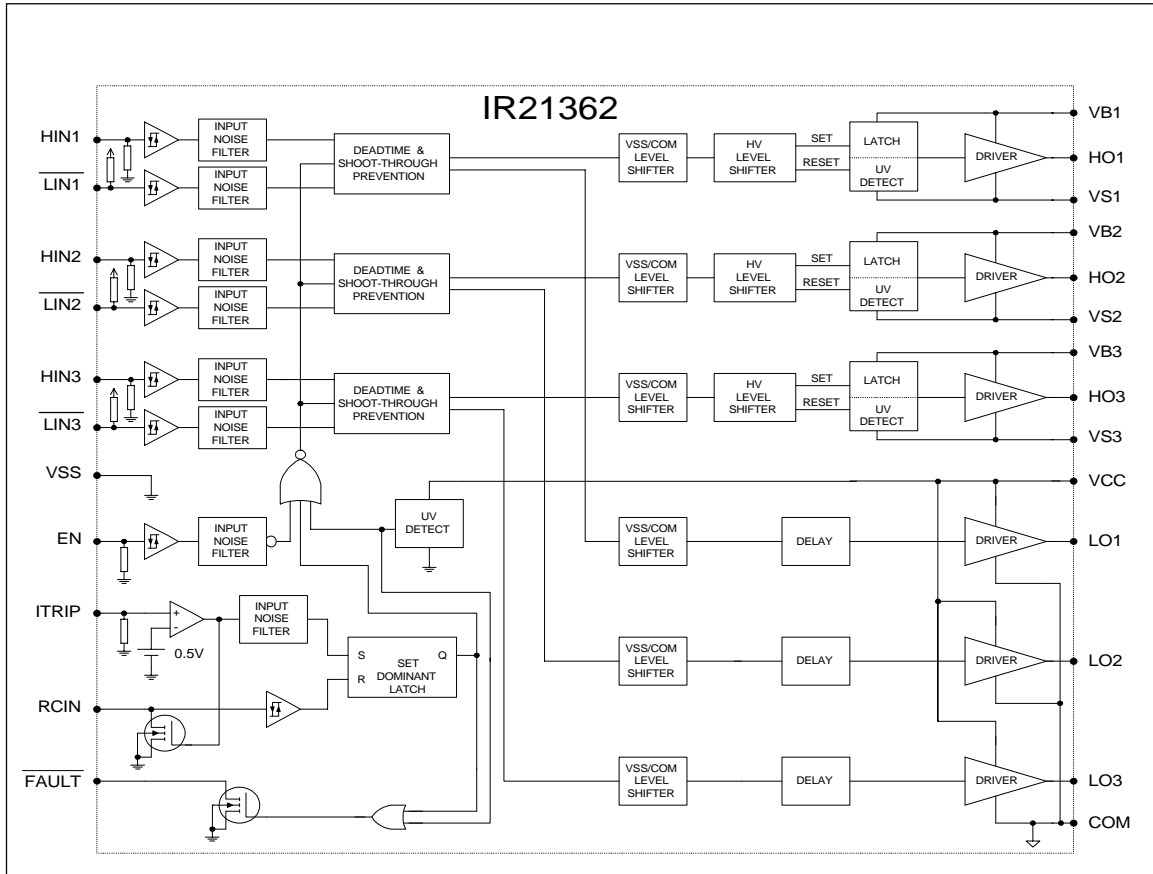 IR21362
HIN1
LIN1
INPUT
NOISE
FILTER
INPUT
NOISE
FILTER
DEADTIME &
SHOOT-THROUGH
PREVENTION
VSS/COM
LEVEL
SHIFTER
HV
LEVEL
SHIFTER
SET
RESET
LATCH
UV
DETECT
DRIVER
VB1
HO1
VS1
HIN2
LIN2
INPUT
NOISE
FILTER
INPUT
NOISE
FILTER
DEADTIME &
SHOOT-THROUGH
PREVENTION
VSS/COM
LEVEL
SHIFTER
HV
LEVEL
SHIFTER
SET
RESET
LATCH
UV
DETECT
DRIVER
VB2
HO2
VS2
HIN3
LIN3
INPUT
NOISE
FILTER
INPUT
NOISE
FILTER
DEADTIME &
SHOOT-THROUGH
PREVENTION
VSS/COM
LEVEL
SHIFTER
HV
LEVEL
SHIFTER
SET
RESET
LATCH
UV
DETECT
DRIVER
VB3
HO3
VS3
VSS
VCC
EN
INPUT
NOISE
FILTER
UV
DETECT
VSS/COM
LEVEL
SHIFTER
DELAY
DRIVER
LO1
ITRIP
+
-
0.5V
INPUT
NOISE
FILTER
S
R
Q
SET
DOMINANT
LATCH
VSS/COM
LEVEL
SHIFTER
DELAY
DRIVER
LO2
RCIN
FAULT
VSS/COM
LEVEL
SHIFTER
DELAY
DRIVER
LO3
COM